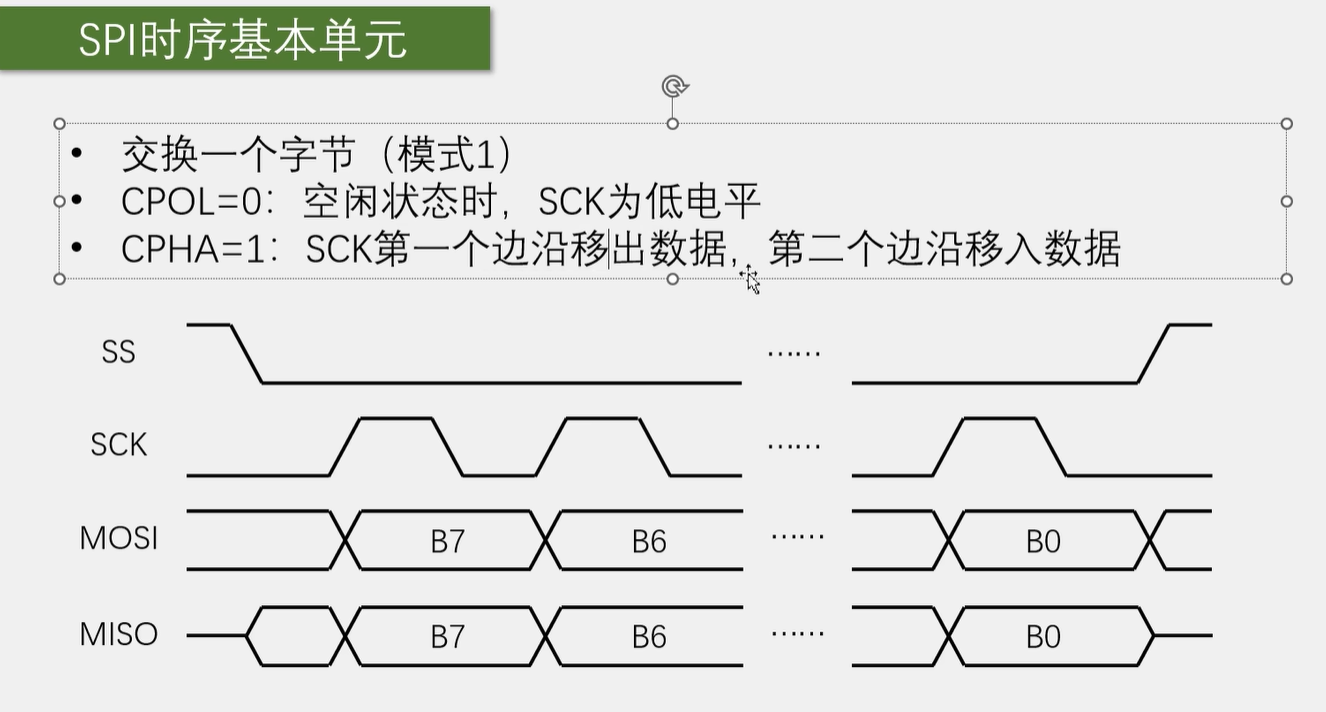 SPI时序基本单元
• 交换一个字节（模式1）
• CPOL=0：空闲状态时，SCK为低电平
• CPHA=1：SCK第一个边沿移出数据，第二个边沿移入数据
SS ……
SCK ……
MOSI B7 B6 …… B0
MISO B7 B6 …… B0